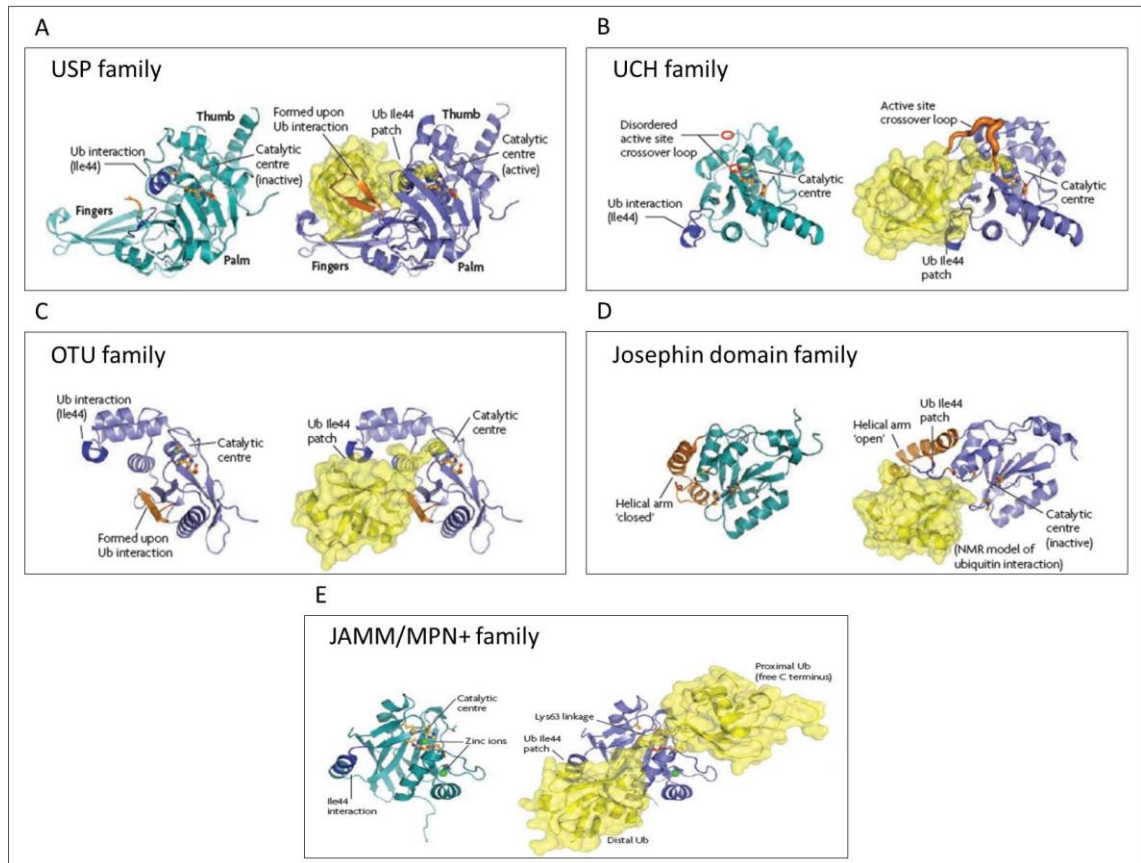 A
USP family
Thumb
Ub interaction
(Ile44)
Catalytic
centre
(inactive)
Fingers
Palm
Formed upon
Ub interaction
Ub Ile44
patch
Thumb
Catalytic
centre
(active)
Fingers
Palm
B
UCH family
Disordered
active site
crossover loop
Catalytic
centre
Ub interaction
(Ile44)
Active site
crossover loop
Catalytic
centre
Ub Ile44
patch
C
OTU family
Ub interaction
(Ile44)
Catalytic
centre
Formed upon
Ub interaction
Ub Ile44
patch
Catalytic
centre
D
Josephin domain family
Helical arm
'closed'
Helical arm
'open'
Ub Ile44
patch
Catalytic
centre
(inactive)
(NMR model of
ubiquitin interaction)
E
JAMM/MPN+ family
Catalytic
centre
Zinc ions
Ile44
interaction
Proximal Ub
(free C terminus)
Lys63 linkage
Ub Ile44
patch
Distal Ub